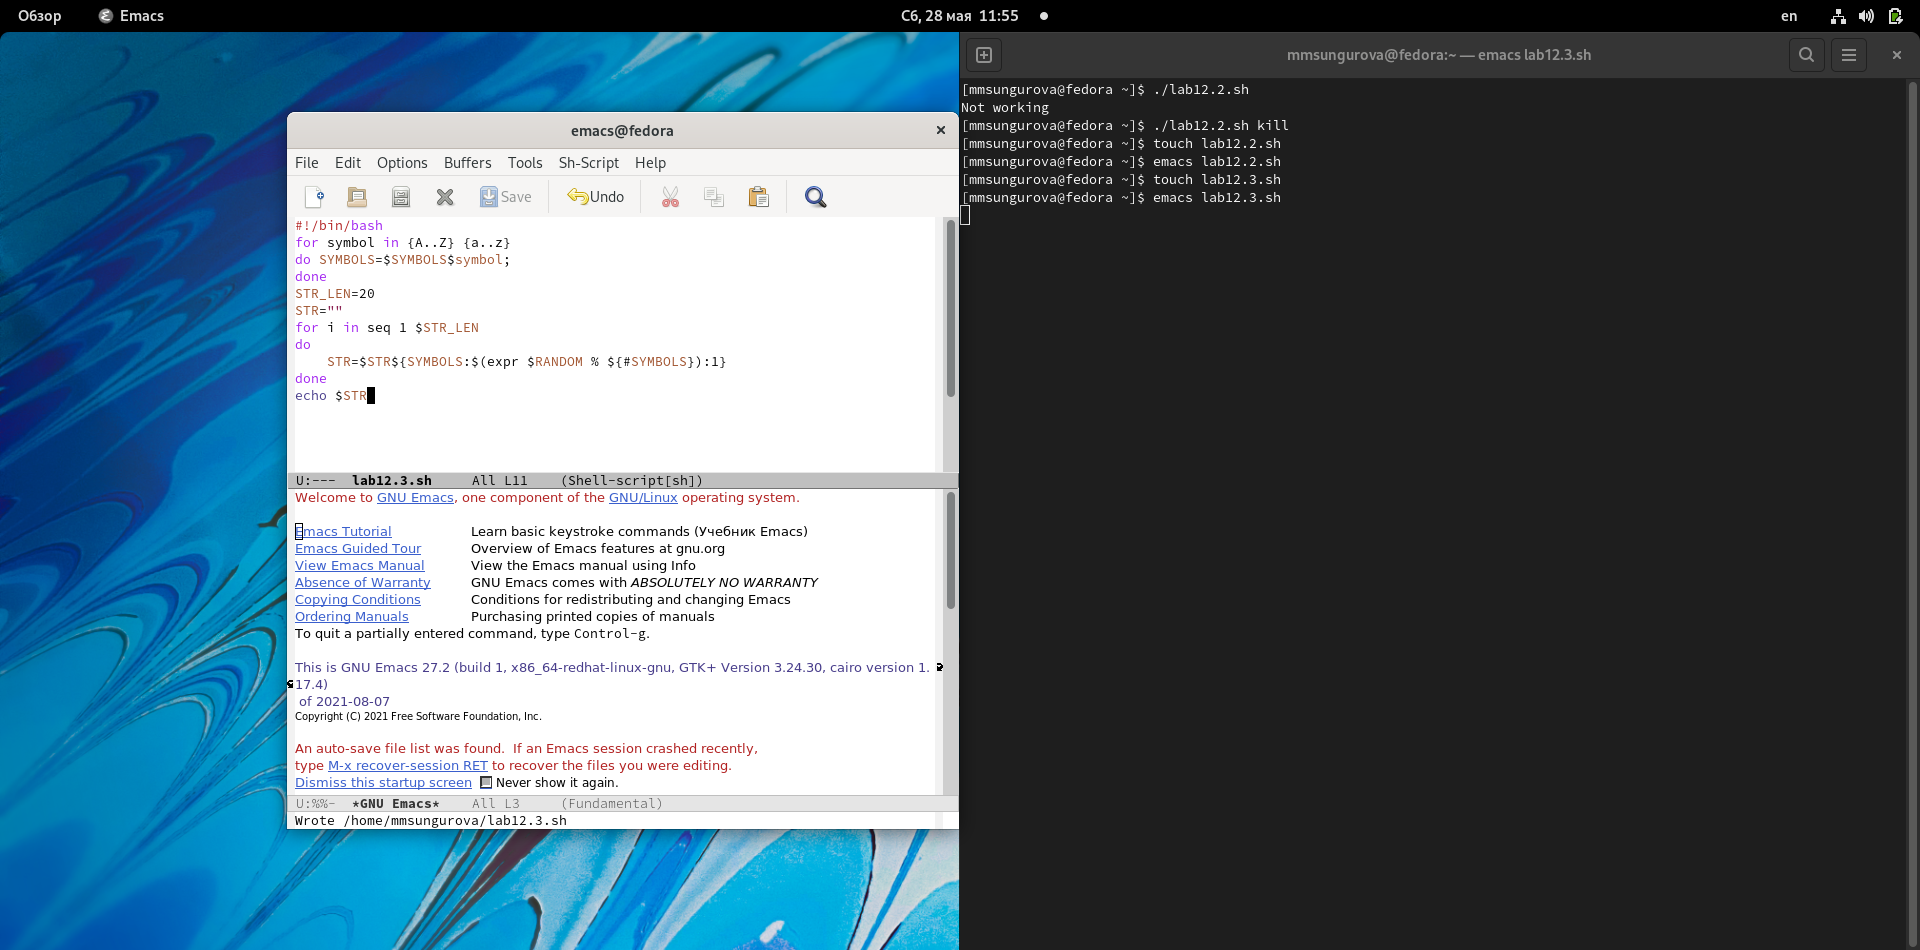 Обзор Emacs Сб, 28 мая 11:55 en
emacs@fedora
File Edit Options Buffers Tools Sh-Script Help
Save Undo
#!/bin/bash
for symbol in {A..Z} {a..z}
do SYMBOLS=$SYMBOLS$symbol;
done
STR_LEN=20
STR=""
for i in seq 1 $STR_LEN
do
    STR=$STR${SYMBOLS:$(expr $RANDOM % ${#SYMBOLS}):1}
done
echo $STR
U:--- lab12.3.sh All L11 (Shell-script[sh])
Welcome to GNU Emacs, one component of the GNU/Linux operating system.
Emacs Tutorial Learn basic keystroke commands (Учебник Emacs)
Emacs Guided Tour Overview of Emacs features at gnu.org
View Emacs Manual View the Emacs manual using Info
Absence of Warranty GNU Emacs comes with ABSOLUTELY NO WARRANTY
Copying Conditions Conditions for redistributing and changing Emacs
Ordering Manuals Purchasing printed copies of manuals
To quit a partially entered command, type Control-g.
This is GNU Emacs 27.2 (build 1, x86_64-redhat-linux-gnu, GTK+ Version 3.24.30, cairo version 1.
17.4)
of 2021-08-07
Copyright (C) 2021 Free Software Foundation, Inc.
An auto-save file list was found.  If an Emacs session crashed recently,
type M-x recover-session RET to recover the files you were editing.
Dismiss this startup screen Never show it again.
U:%%- *GNU Emacs* All L3 (Fundamental)
Wrote /home/mmsungurova/lab12.3.sh
mmsungurova@fedora:~ — emacs lab12.3.sh
[mmsungurova@fedora ~]$ ./lab12.2.sh
Not working
[mmsungurova@fedora ~]$ ./lab12.2.sh kill
[mmsungurova@fedora ~]$ touch lab12.2.sh
[mmsungurova@fedora ~]$ emacs lab12.2.sh
[mmsungurova@fedora ~]$ touch lab12.3.sh
[mmsungurova@fedora ~]$ emacs lab12.3.sh